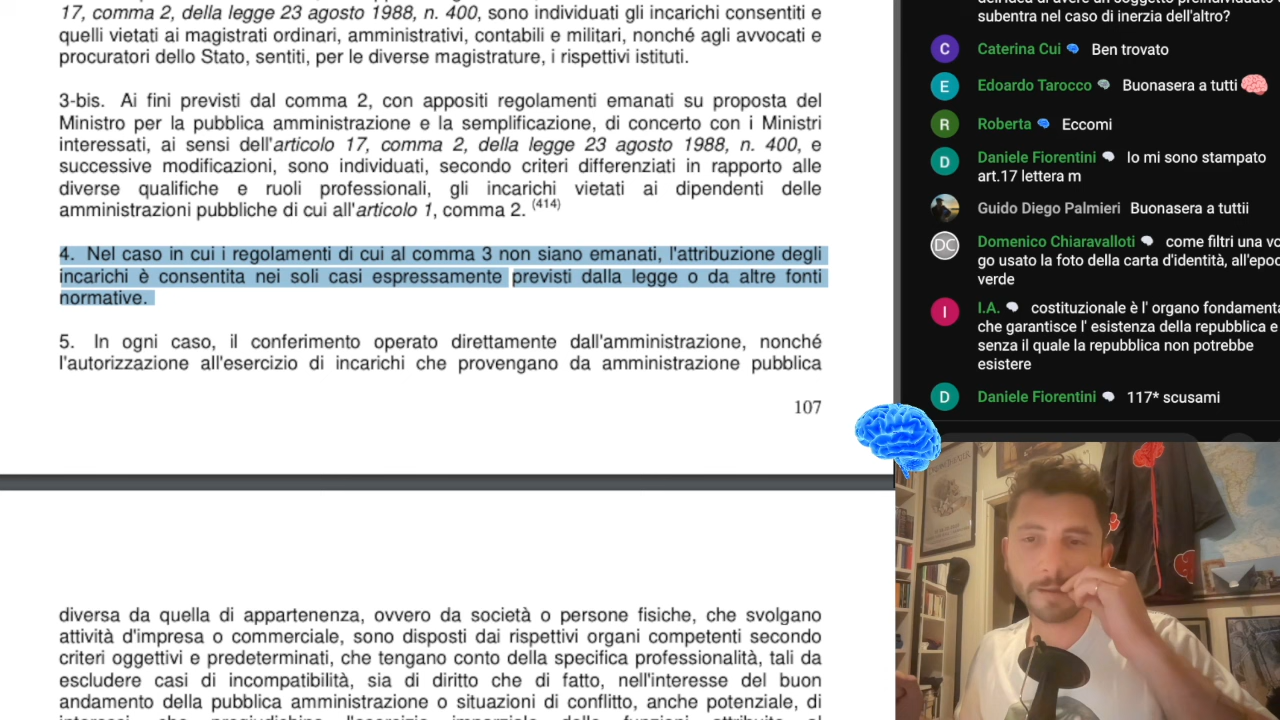 17, comma 2, della legge 23 agosto 1988, n. 400, sono individuati gli incarichi consentiti e
quelli vietati ai magistrati ordinari, amministrativi, contabili e militari, nonché agli avvocati e
procuratori dello Stato, sentiti, per le diverse magistrature, i rispettivi istituti.
3-bis. Ai fini previsti dal comma 2, con appositi regolamenti emanati su proposta del
Ministro per la pubblica amministrazione e la semplificazione, di concerto con i Ministri
interessati, ai sensi dell'articolo 17, comma 2, della legge 23 agosto 1988, n. 400, e
successive modificazioni, sono individuati, secondo criteri differenziati in rapporto alle
diverse qualifiche e ruoli professionali, gli incarichi vietati ai dipendenti delle
amministrazioni pubbliche di cui all'articolo 1, comma 2. (414)
4. Nel caso in cui i regolamenti di cui al comma 3 non siano emanati, l'attribuzione degli
incarichi è consentita nei soli casi espressamente previsti dalla legge o da altre fonti
normative.
5. In ogni caso, il conferimento operato direttamente dall'amministrazione, nonché
l'autorizzazione all'esercizio di incarichi che provengano da amministrazione pubblica
107
diversa da quella di appartenenza, ovvero da società o persone fisiche, che svolgano
attività d'impresa o commerciale, sono disposti dai rispettivi organi competenti secondo
criteri oggettivi e predeterminati, che tengano conto della specifica professionalità, tali da
escludere casi di incompatibilità, sia di diritto che di fatto, nell'interesse del buon
andamento della pubblica amministrazione o situazioni di conflitto, anche potenziale, di
subentra nel caso di inerzia dell'altro?
C Caterina Cui Ben trovato
E Edoardo Tarocco Buonasera a tutti
R Roberta Eccomi
D Daniele Fiorentini Io mi sono stampato
art.17 lettera m
Guido Diego Palmieri Buonasera a tuttii
DC Domenico Chiaravalloti come filtri una
go usato la foto della carta d'identità, all'epoc
verde
I I.A. costituzionale è l' organo fondamenta
che garantisce l' esistenza della repubblica e
senza il quale la repubblica non potrebbe
esistere
D Daniele Fiorentini 117* scusami